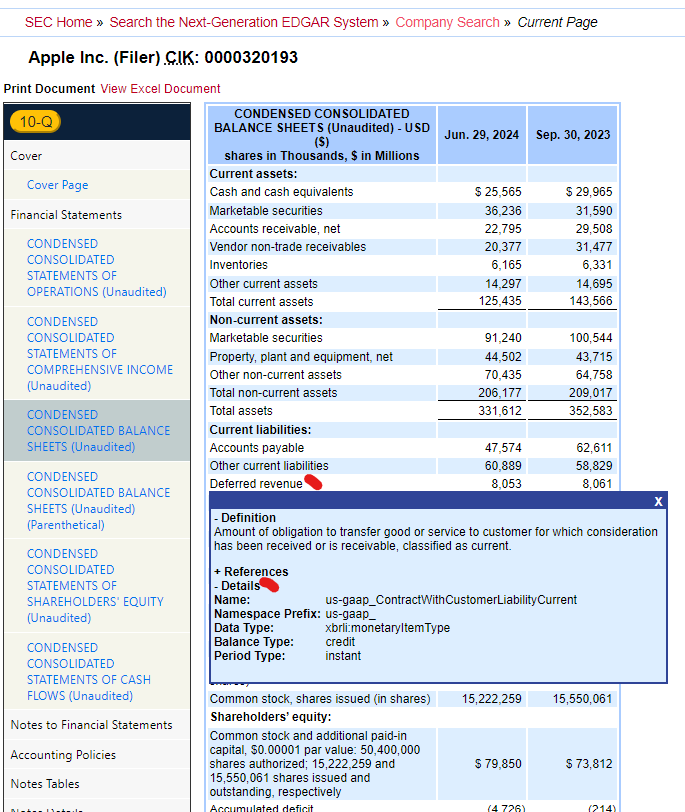 SEC Home » Search the Next-Generation EDGAR System » Company Search » Current Page
Apple Inc. (Filer) CIK: 0000320193
Print Document View Excel Document
10-Q
Cover
Cover Page
Financial Statements
CONDENSED
CONSOLIDATED
STATEMENTS OF
OPERATIONS (Unaudited)
CONDENSED
CONSOLIDATED
STATEMENTS OF
COMPREHENSIVE INCOME
(Unaudited)
CONDENSED
CONSOLIDATED BALANCE
SHEETS (Unaudited)
CONDENSED
CONSOLIDATED BALANCE
SHEETS (Unaudited)
(Parenthetical)
CONDENSED
CONSOLIDATED
STATEMENTS OF
SHAREHOLDERS' EQUITY
(Unaudited)
CONDENSED
CONSOLIDATED
STATEMENTS OF CASH
FLOWS (Unaudited)
Notes to Financial Statements
Accounting Policies
Notes Tables
Notes Details
CONDENSED CONSOLIDATED
BALANCE SHEETS (Unaudited) - USD
($)
shares in Thousands, $ in Millions
Jun. 29, 2024 Sep. 30, 2023
Current assets:
Cash and cash equivalents $ 25,565 $ 29,965
Marketable securities 36,236 31,590
Accounts receivable, net 22,795 29,508
Vendor non-trade receivables 20,377 31,477
Inventories 6,165 6,331
Other current assets 14,297 14,695
Total current assets 125,435 143,566
Non-current assets:
Marketable securities 91,240 100,544
Property, plant and equipment, net 44,502 43,715
Other non-current assets 70,435 64,758
Total non-current assets 206,177 209,017
Total assets 331,612 352,583
Current liabilities:
Accounts payable 47,574 62,611
Other current liabilities 60,889 58,829
Deferred revenue 8,053 8,061
X
- Definition
Amount of obligation to transfer good or service to customer for which consideration
has been received or is receivable, classified as current.
+ References
- Details
Name: us-gaap_ContractWithCustomerLiabilityCurrent
Namespace Prefix: us-gaap_
Data Type: xbrli:monetaryItemType
Balance Type: credit
Period Type: instant
Common stock, shares issued (in shares) 15,222,259 15,550,061
Shareholders' equity:
Common stock and additional paid-in
capital, $0.00001 par value: 50,400,000
shares authorized; 15,222,259 and
15,550,061 shares issued and
outstanding, respectively
$ 79,850 $ 73,812
Accumulated deficit (4,726) (214)